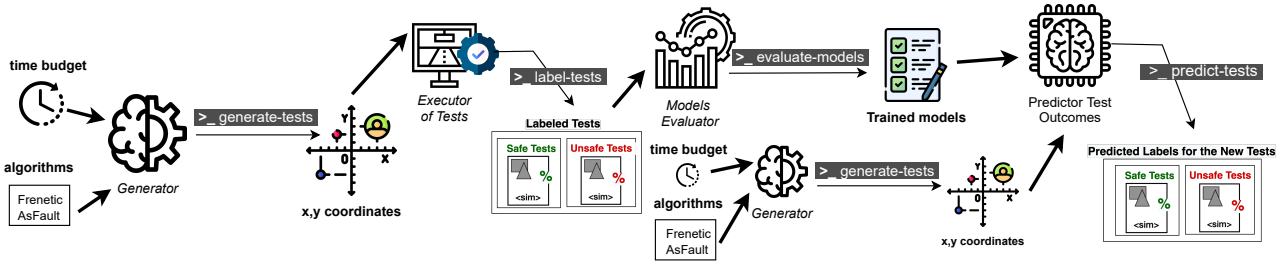 time budget
algorithms
Frenetic
AsFault
Generator
>_ generate-tests
Y
0
X
x,y coordinates
Executor
of Tests
>_ label-tests
Labeled Tests
Safe Tests
%
<sim>
Unsafe Tests
%
<sim>
Models
Evaluator
>_ evaluate-models
Trained models
time budget
algorithms
Frenetic
AsFault
Generator
>_ generate-tests
Y
0
X
x,y coordinates
Predictor Test
Outcomes
>_ predict-tests
Predicted Labels for the New Tests
Safe Tests
%
<sim>
Unsafe Tests
%
<sim>